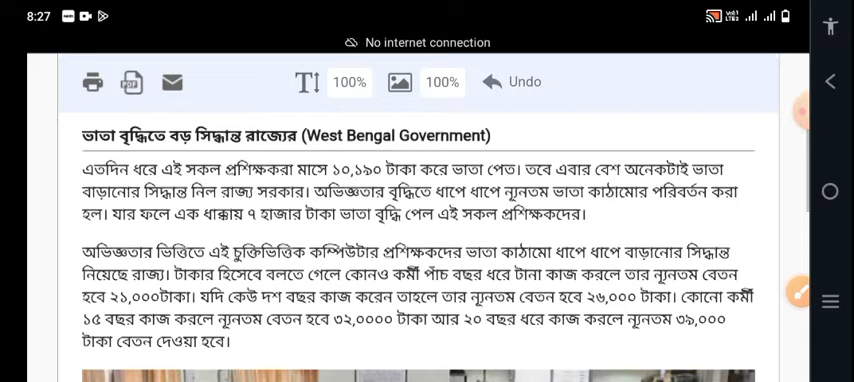 8:27
No internet connection
100% 100% Undo
ভাতা বৃদ্ধিতে বড় সিদ্ধান্ত রাজ্যের (West Bengal Government)
এতদিন ধরে এই সকল প্রশিক্ষকরা মাসে ১০,১৯০ টাকা করে ভাতা পেত। তবে এবার বেশ অনেকটাই ভাতা
বাড়ানোর সিদ্ধান্ত নিল রাজ্য সরকার। অভিজ্ঞতার বৃদ্ধিতে ধাপে ধাপে ন্যূনতম ভাতা কাঠামোর পরিবর্তন করা
হল। যার ফলে এক ধাক্কায় ৭ হাজার টাকা ভাতা বৃদ্ধি পেল এই সকল প্রশিক্ষকদের।
অভিজ্ঞতার ভিত্তিতে এই চুক্তিভিত্তিক কম্পিউটার প্রশিক্ষকদের ভাতা কাঠামো ধাপে ধাপে বাড়ানোর সিদ্ধান্ত
নিয়েছে রাজ্য। টাকার হিসেবে বলতে গেলে কোনও কর্মী পাঁচ বছর ধরে টানা কাজ করলে তার ন্যূনতম বেতন
হবে ২১,০০০টাকা। যদি কেউ দশ বছর কাজ করেন তাহলে তার ন্যূনতম বেতন হবে ২৬,০০০ টাকা। কোনো কর্মী
১৫ বছর কাজ করলে ন্যূনতম বেতন হবে ৩২,০০০০ টাকা আর ২০ বছর ধরে কাজ করলে ন্যূনতম ৩৯,০০০
টাকা বেতন দেওয়া হবে।